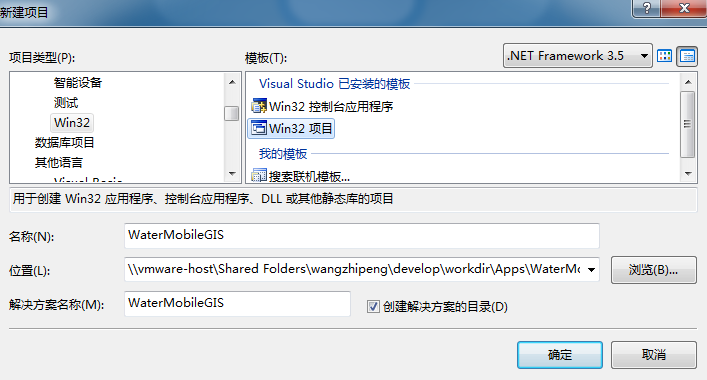 新建项目
项目类型(P):
模板(T):
.NET Framework 3.5
智能设备
测试
Win32
数据库项目
其他语言
Visual Basic
Visual Studio 已安装的模板
Win32 控制台应用程序
Win32 项目
我的模板
搜索联机模板...
用于创建 Win32 应用程序、控制台应用程序、DLL 或其他静态库的项目
名称(N):
WaterMobileGIS
位置(L):
\\vmware-host\Shared Folders\wangzhipeng\develop\workdir\Apps\WaterMo
浏览(B)...
解决方案名称(M):
WaterMobileGIS
创建解决方案的目录(D)
确定
取消